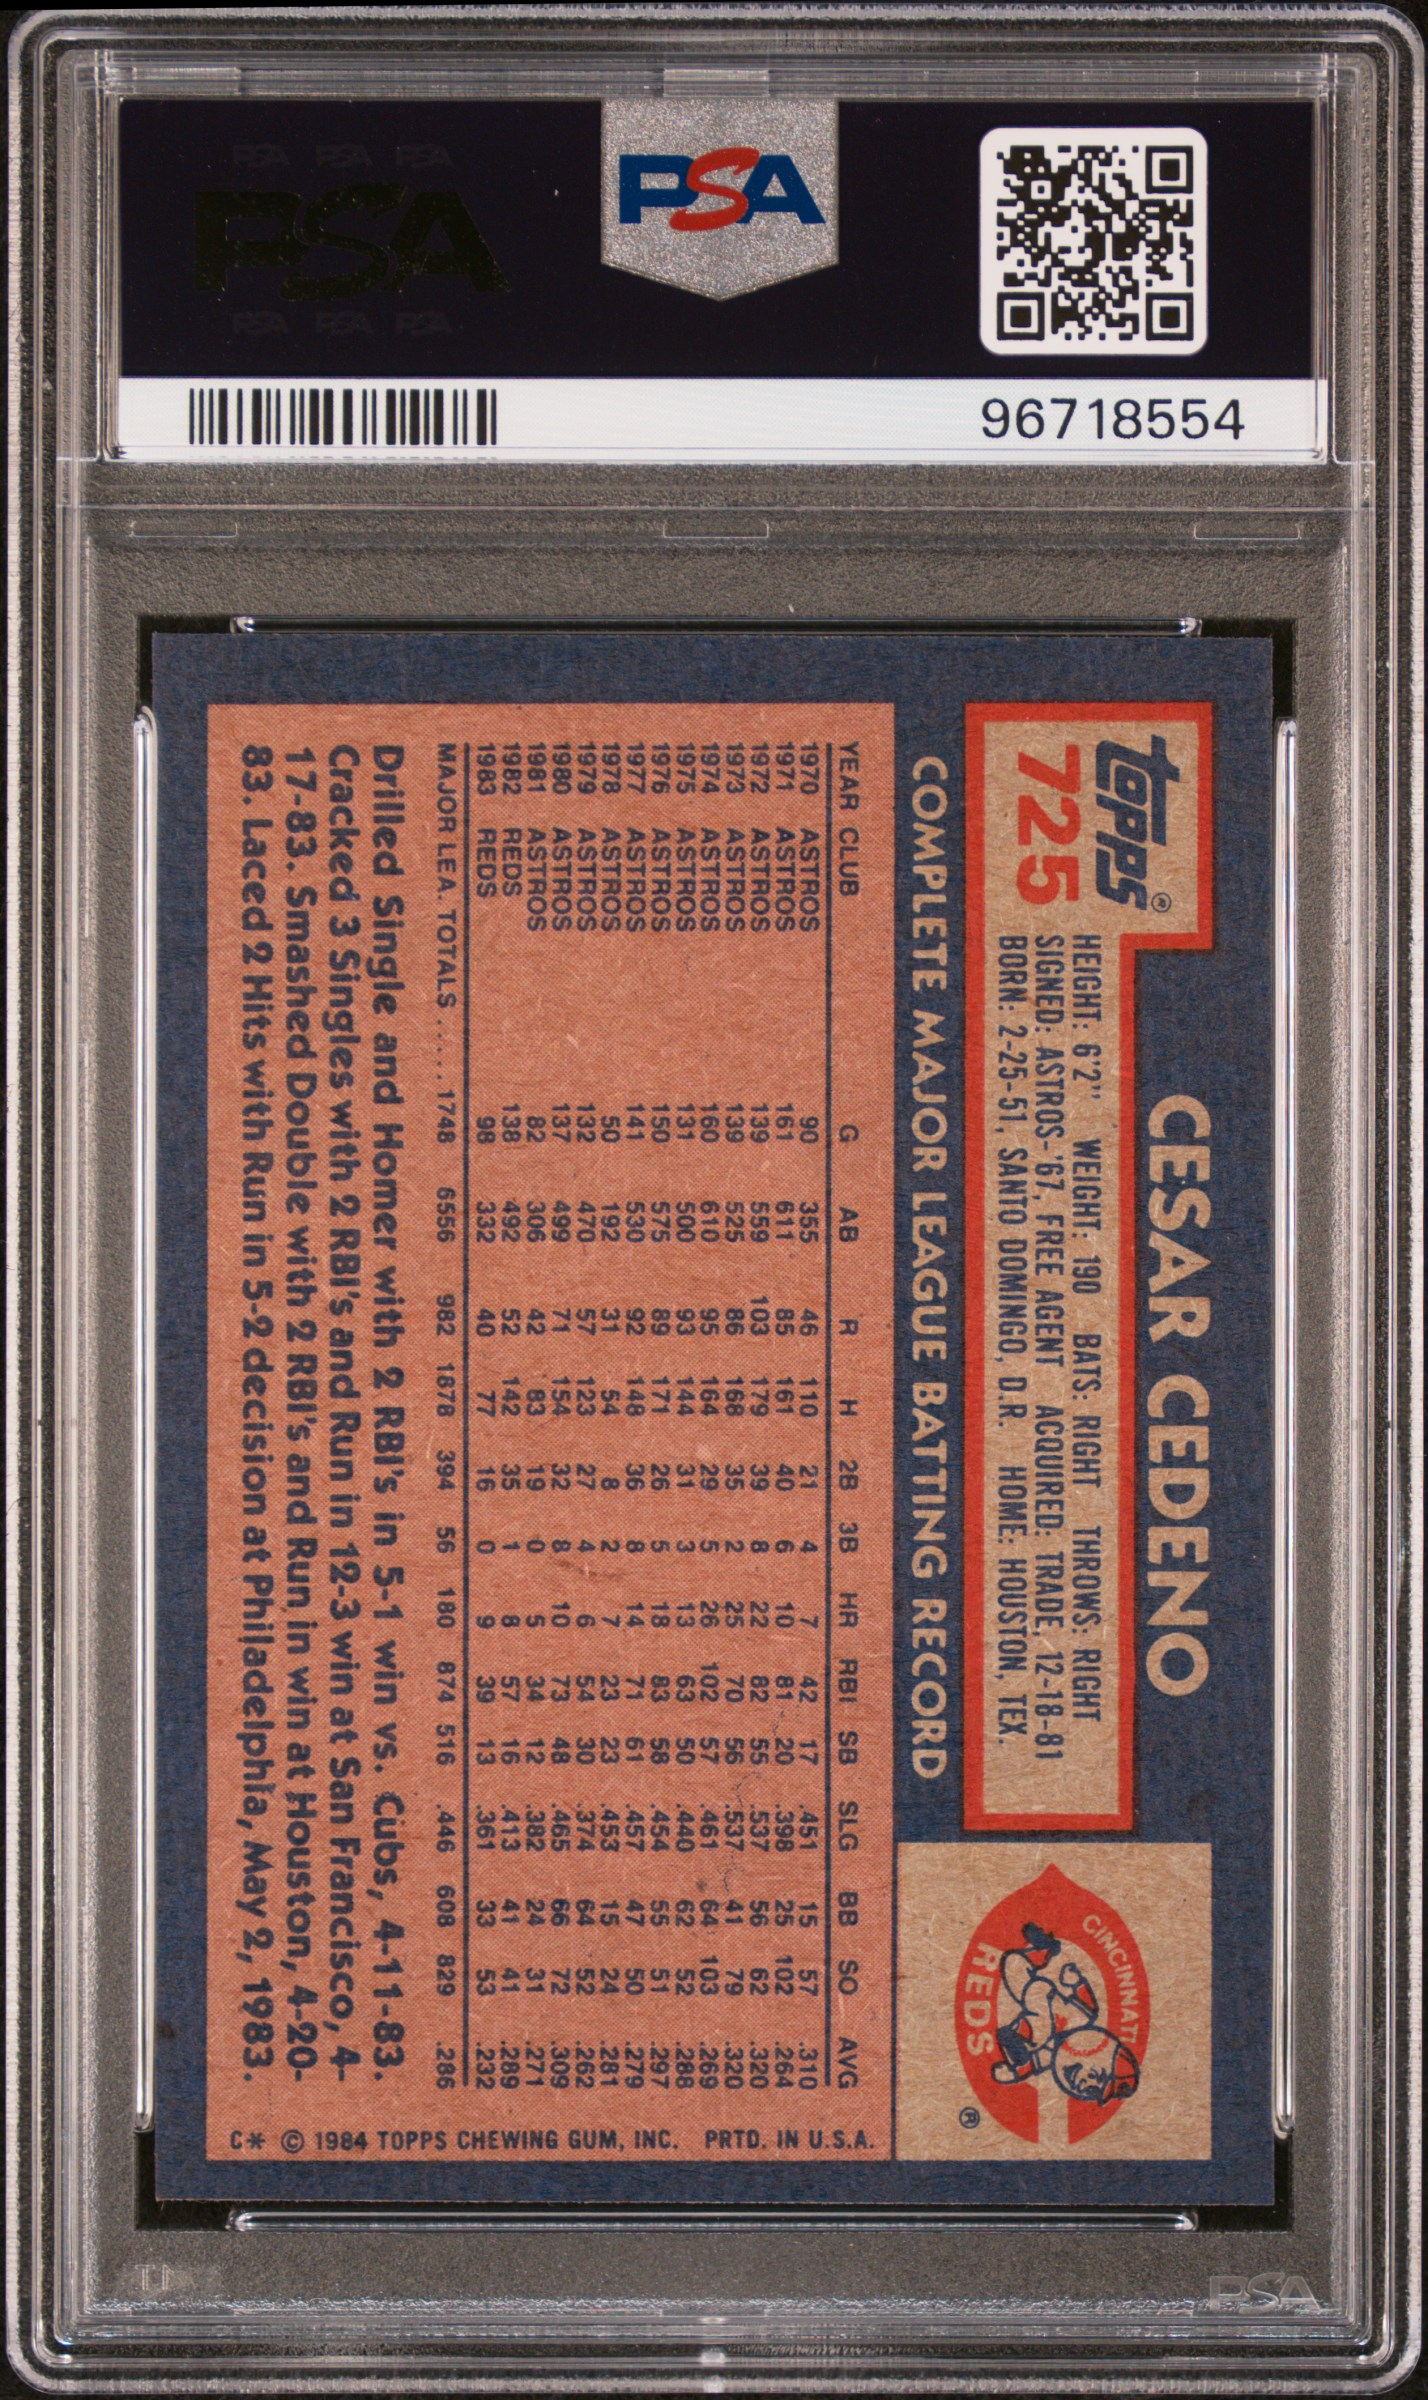 PSA PSA PSA
PSA
PSA PSA PSA
PSA
96718554
topps®
725
CESAR CEDENO
HEIGHT: 6'2" WEIGHT: 190 BATS: RIGHT THROWS: RIGHT
SIGNED: ASTROS-'67, FREE AGENT ACQUIRED: TRADE, 12-18-81
BORN: 2-25-51, SANTO DOMINGO, D.R. HOME: HOUSTON, TEX.
CINCINNATI
REDS
®
COMPLETE MAJOR LEAGUE BATTING RECORD
YEAR CLUB G AB R H 2B 3B HR RBI SB SLG BB SO AVG
1970 ASTROS 90 355 46 110 21 4 7 42 17 .451 15 57 .310
1971 ASTROS 161 611 85 161 40 6 10 81 20 .398 25 102 .264
1972 ASTROS 139 559 103 179 39 8 22 82 55 .537 56 62 .320
1973 ASTROS 139 525 86 168 35 2 25 70 56 .537 41 79 .320
1974 ASTROS 160 610 95 164 29 5 26 102 57 .461 64 103 .269
1975 ASTROS 131 500 93 144 31 3 13 63 50 .440 62 52 .288
1976 ASTROS 150 575 89 171 26 5 18 83 58 .454 55 51 .297
1977 ASTROS 141 530 92 148 36 8 14 71 61 .457 47 50 .279
1978 ASTROS 50 192 31 54 8 2 7 23 23 .453 15 24 .281
1979 ASTROS 132 470 57 123 27 4 6 54 30 .374 64 52 .262
1980 ASTROS 137 499 71 154 32 8 10 73 48 .465 66 72 .309
1981 ASTROS 82 306 42 83 19 0 5 34 12 .382 24 31 .271
1982 REDS 138 492 52 142 35 1 8 57 16 .413 41 41 .289
1983 REDS 98 332 40 77 16 0 9 39 13 .361 33 53 .232
MAJOR LEA. TOTALS ..... 1748 6556 982 1878 394 56 180 874 516 .446 608 829 .286
Drilled Single and Homer with 2 RBI's in 5-1 win vs. Cubs, 4-11-83.
Cracked 3 Singles with 2 RBI's and Run in 12-3 win at San Francisco, 4-
17-83. Smashed Double with 2 RBI's and Run in win at Houston, 4-20-
83. Laced 2 Hits with Run in 5-2 decision at Philadelphia, May 2, 1983.
C* © 1984 TOPPS CHEWING GUM, INC. PRTD. IN U.S.A.
PSA